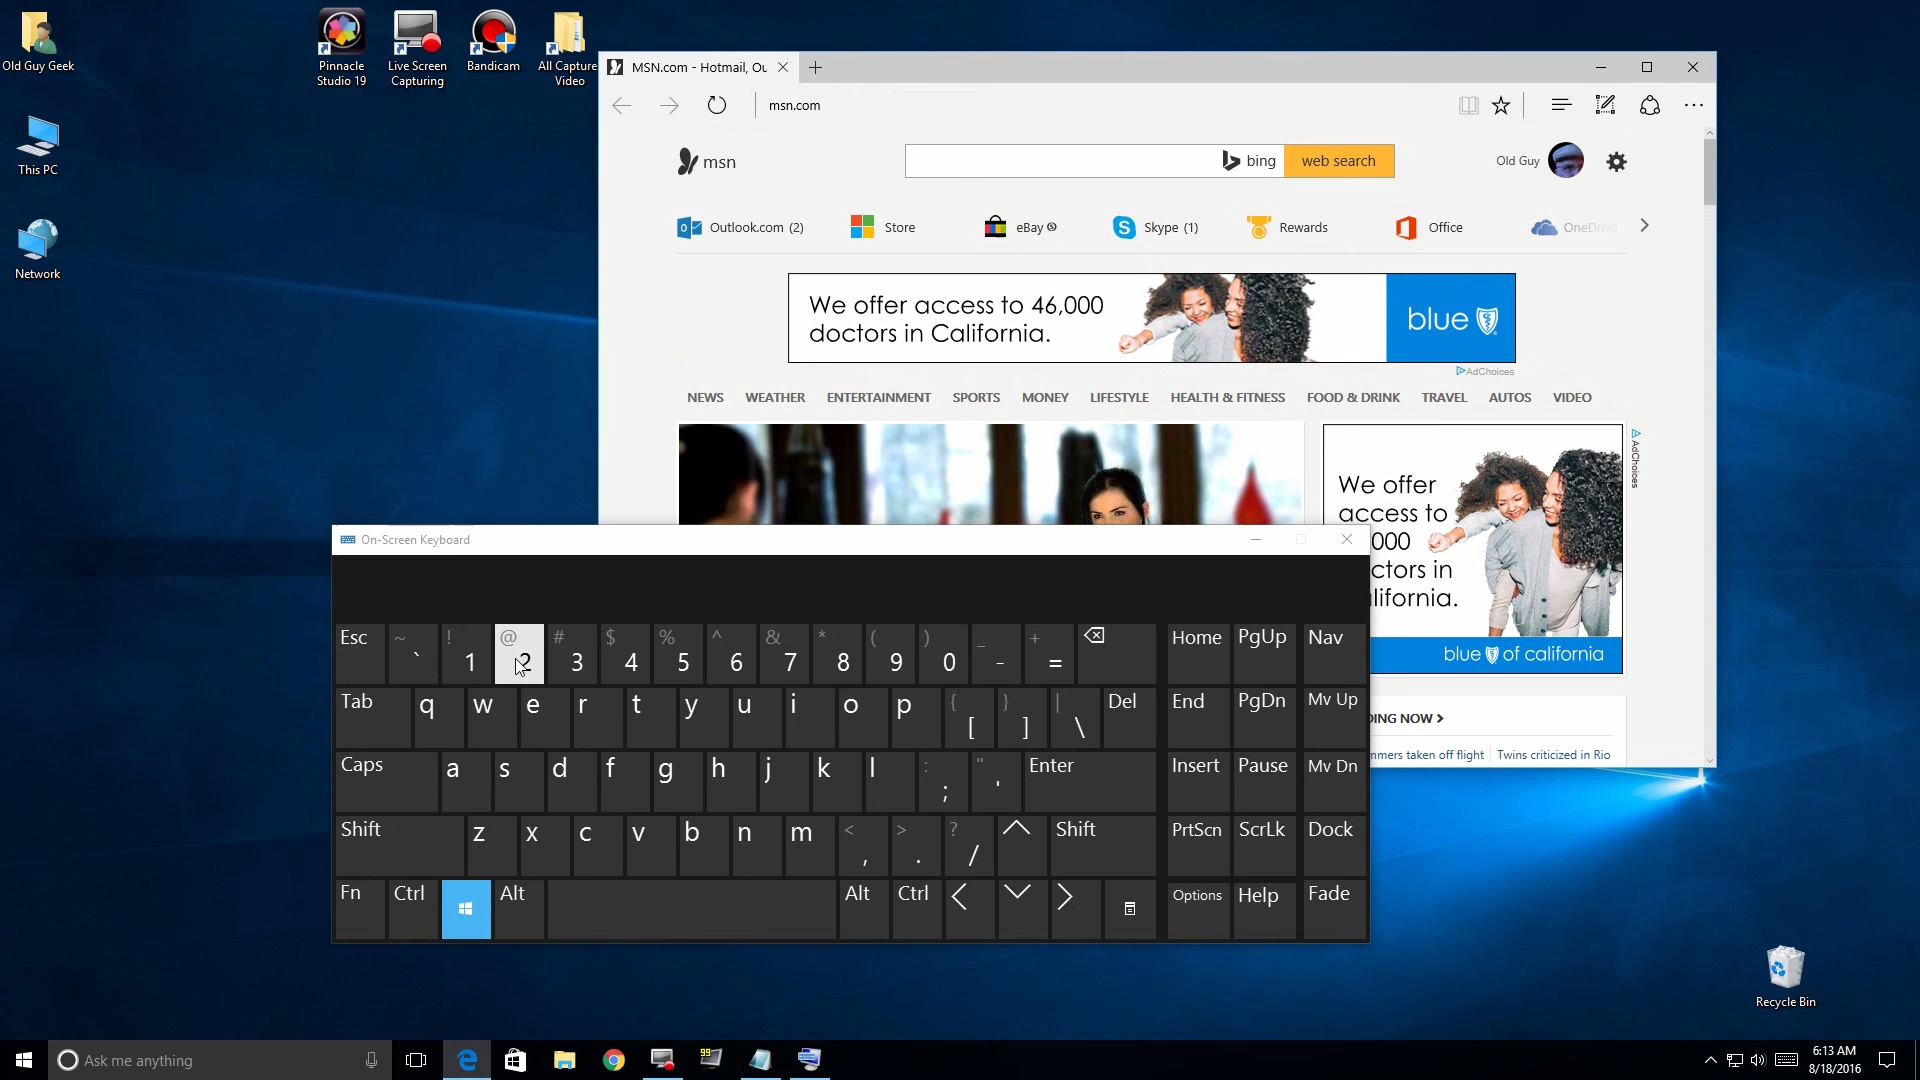 Old Guy Geek
Pinnacle
Studio 19
Live Screen
Capturing
Bandicam
All Capture
Video
This PC
Network
MSN.com - Hotmail, Ou
msn.com
msn
bing
web search
Old Guy
Outlook.com (2)
Store
eBay
Skype (1)
Rewards
Office
OneDrive
We offer access to 46,000
doctors in California.
blue
AdChoices
NEWS WEATHER ENTERTAINMENT SPORTS MONEY LIFESTYLE HEALTH & FITNESS FOOD & DRINK TRAVEL AUTOS VIDEO
AdChoices
We offer
access to
000
ctors in
lifornia.
blue of california
ING NOW
mmers taken off flight
Twins criticized in Rio
On-Screen Keyboard
Esc ~ ` ! 1 @ 2 # 3 $ 4 % 5 ^ 6 & 7 * 8 ( 9 ) 0 _ - + = Home PgUp Nav
Tab q w e r t y u i o p { [ } ] | \ Del End PgDn Mv Up
Caps a s d f g h j k l : ; " ' Enter Insert Pause Mv Dn
Shift z x c v b n m < , > . ? / Shift PrtScn ScrLk Dock
Fn Ctrl Alt Alt Ctrl Options Help Fade
Recycle Bin
Ask me anything
99
6:13 AM
8/18/2016